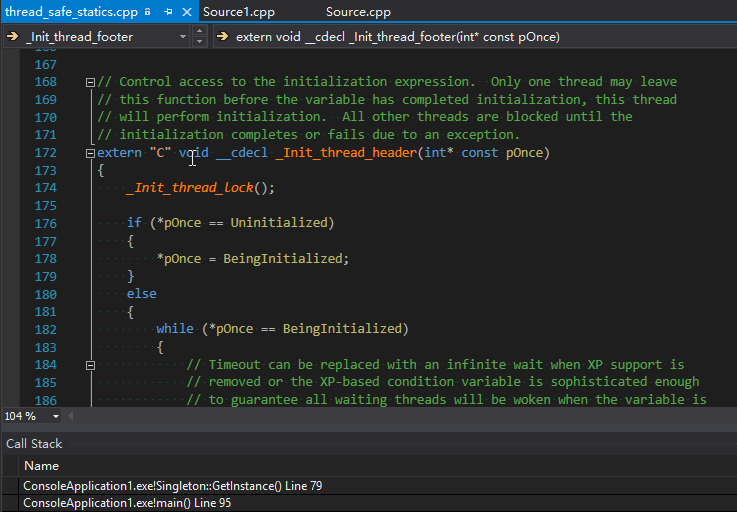 thread_safe_statics.cpp Source1.cpp Source.cpp
_Init_thread_footer extern void __cdecl _Init_thread_footer(int* const pOnce)
167
168 // Control access to the initialization expression.  Only one thread may leave
169 // this function before the variable has completed initialization, this thread
170 // will perform initialization.  All other threads are blocked until the
171 // initialization completes or fails due to an exception.
172 extern "C" void __cdecl _Init_thread_header(int* const pOnce)
173 {
174 _Init_thread_lock();
175
176 if (*pOnce == Uninitialized)
177 {
178 *pOnce = BeingInitialized;
179 }
180 else
181 {
182 while (*pOnce == BeingInitialized)
183 {
184 // Timeout can be replaced with an infinite wait when XP support is
185 // removed or the XP-based condition variable is sophisticated enough
186 // to guarantee all waiting threads will be woken when the variable is
104 %
Call Stack
Name
ConsoleApplication1.exe!Singleton::GetInstance() Line 79
ConsoleApplication1.exe!main() Line 95